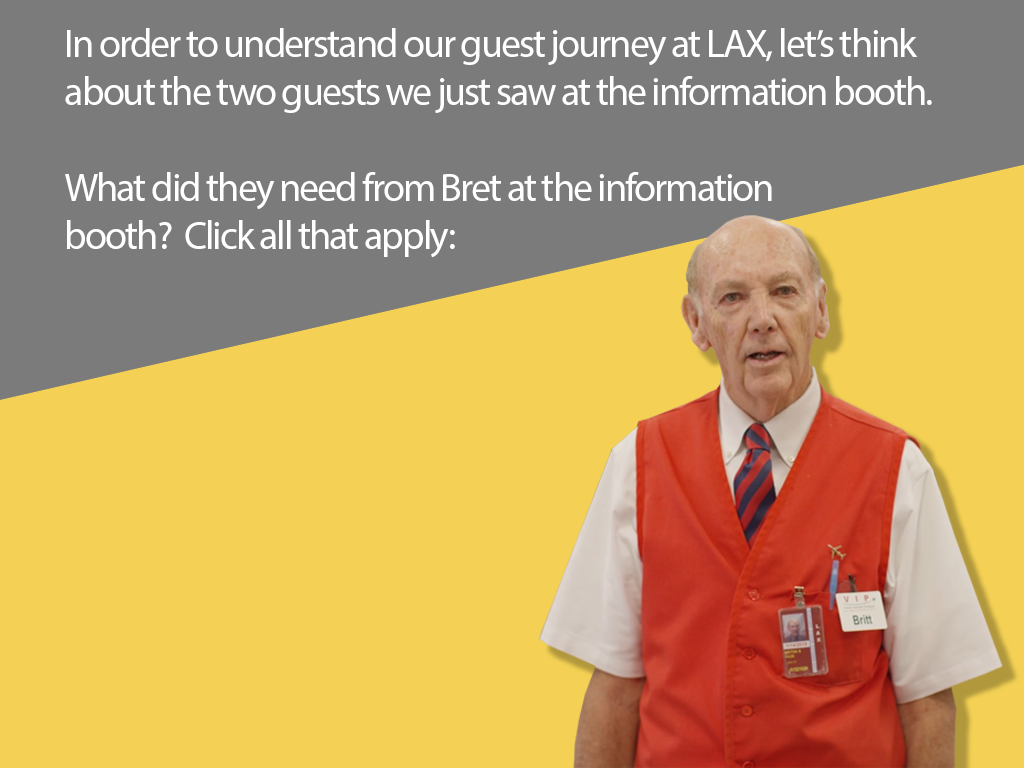 In order to understand our guest journey at LAX, let's think
about the two guests we just saw at the information booth.
What did they need from Bret at the information
booth?  Click all that apply:
V I P
Britt
LAX